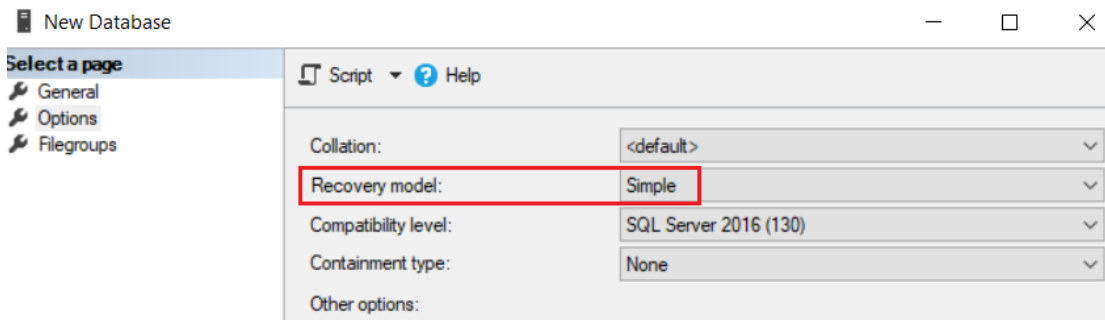 New Database
Select a page
General
Options
Filegroups
Script Help
Collation: <default>
Recovery model: Simple
Compatibility level: SQL Server 2016 (130)
Containment type: None
Other options: